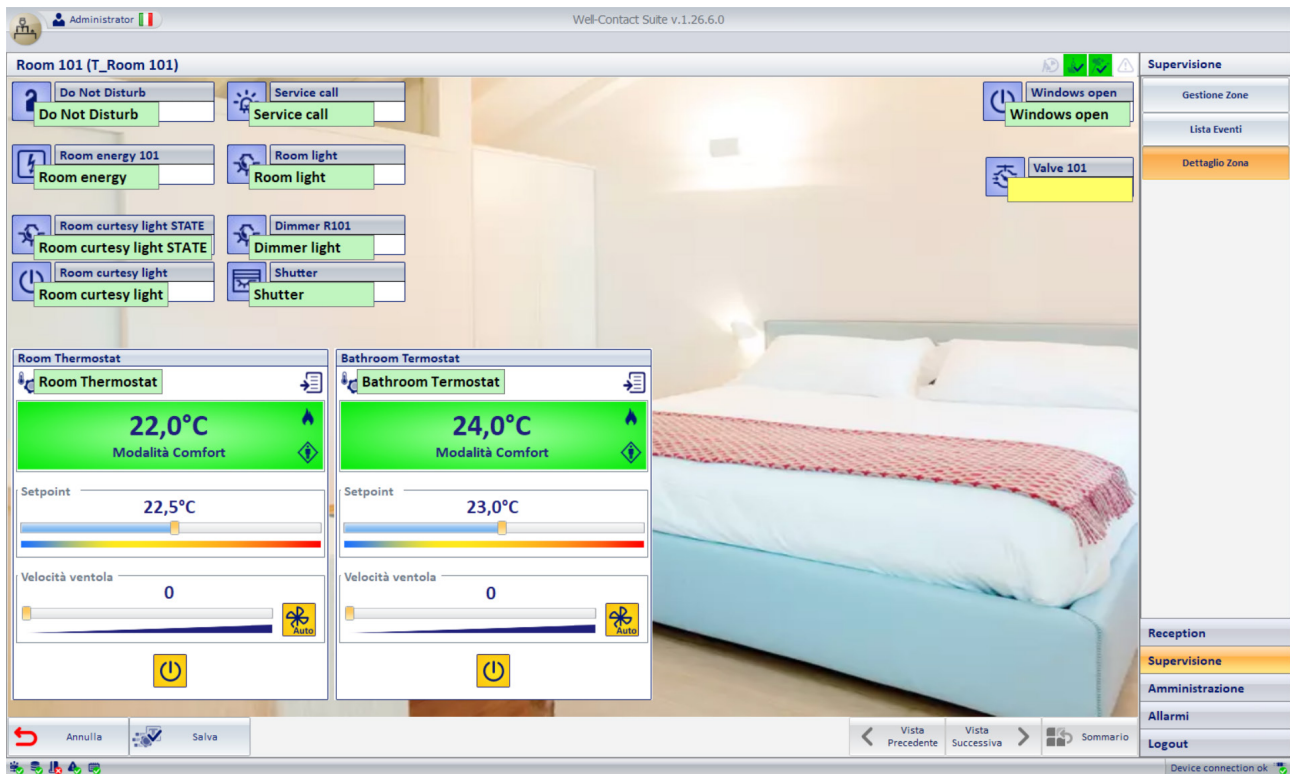 Administrator
Well-Contact Suite v.1.26.6.0
Room 101 (T_Room 101)
Supervisione
Do Not Disturb
Do Not Disturb
Service call
Service call
Windows open
Windows open
Gestione Zone
Lista Eventi
Dettaglio Zona
Room energy 101
Room energy
Room light
Room light
Valve 101
Room curtesy light STATE
Room curtesy light STATE
Dimmer R101
Dimmer light
Room curtesy light
Room curtesy light
Shutter
Shutter
Room Thermostat
Room Thermostat
22,0°C
Modalità Comfort
Setpoint
22,5°C
Velocità ventola
0
Auto
Bathroom Termostat
Bathroom Termostat
24,0°C
Modalità Comfort
Setpoint
23,0°C
Velocità ventola
0
Auto
Reception
Supervisione
Amministrazione
Allarmi
Logout
Annulla
Salva
Vista
Precedente
Vista
Successiva
Sommario
Device connection ok